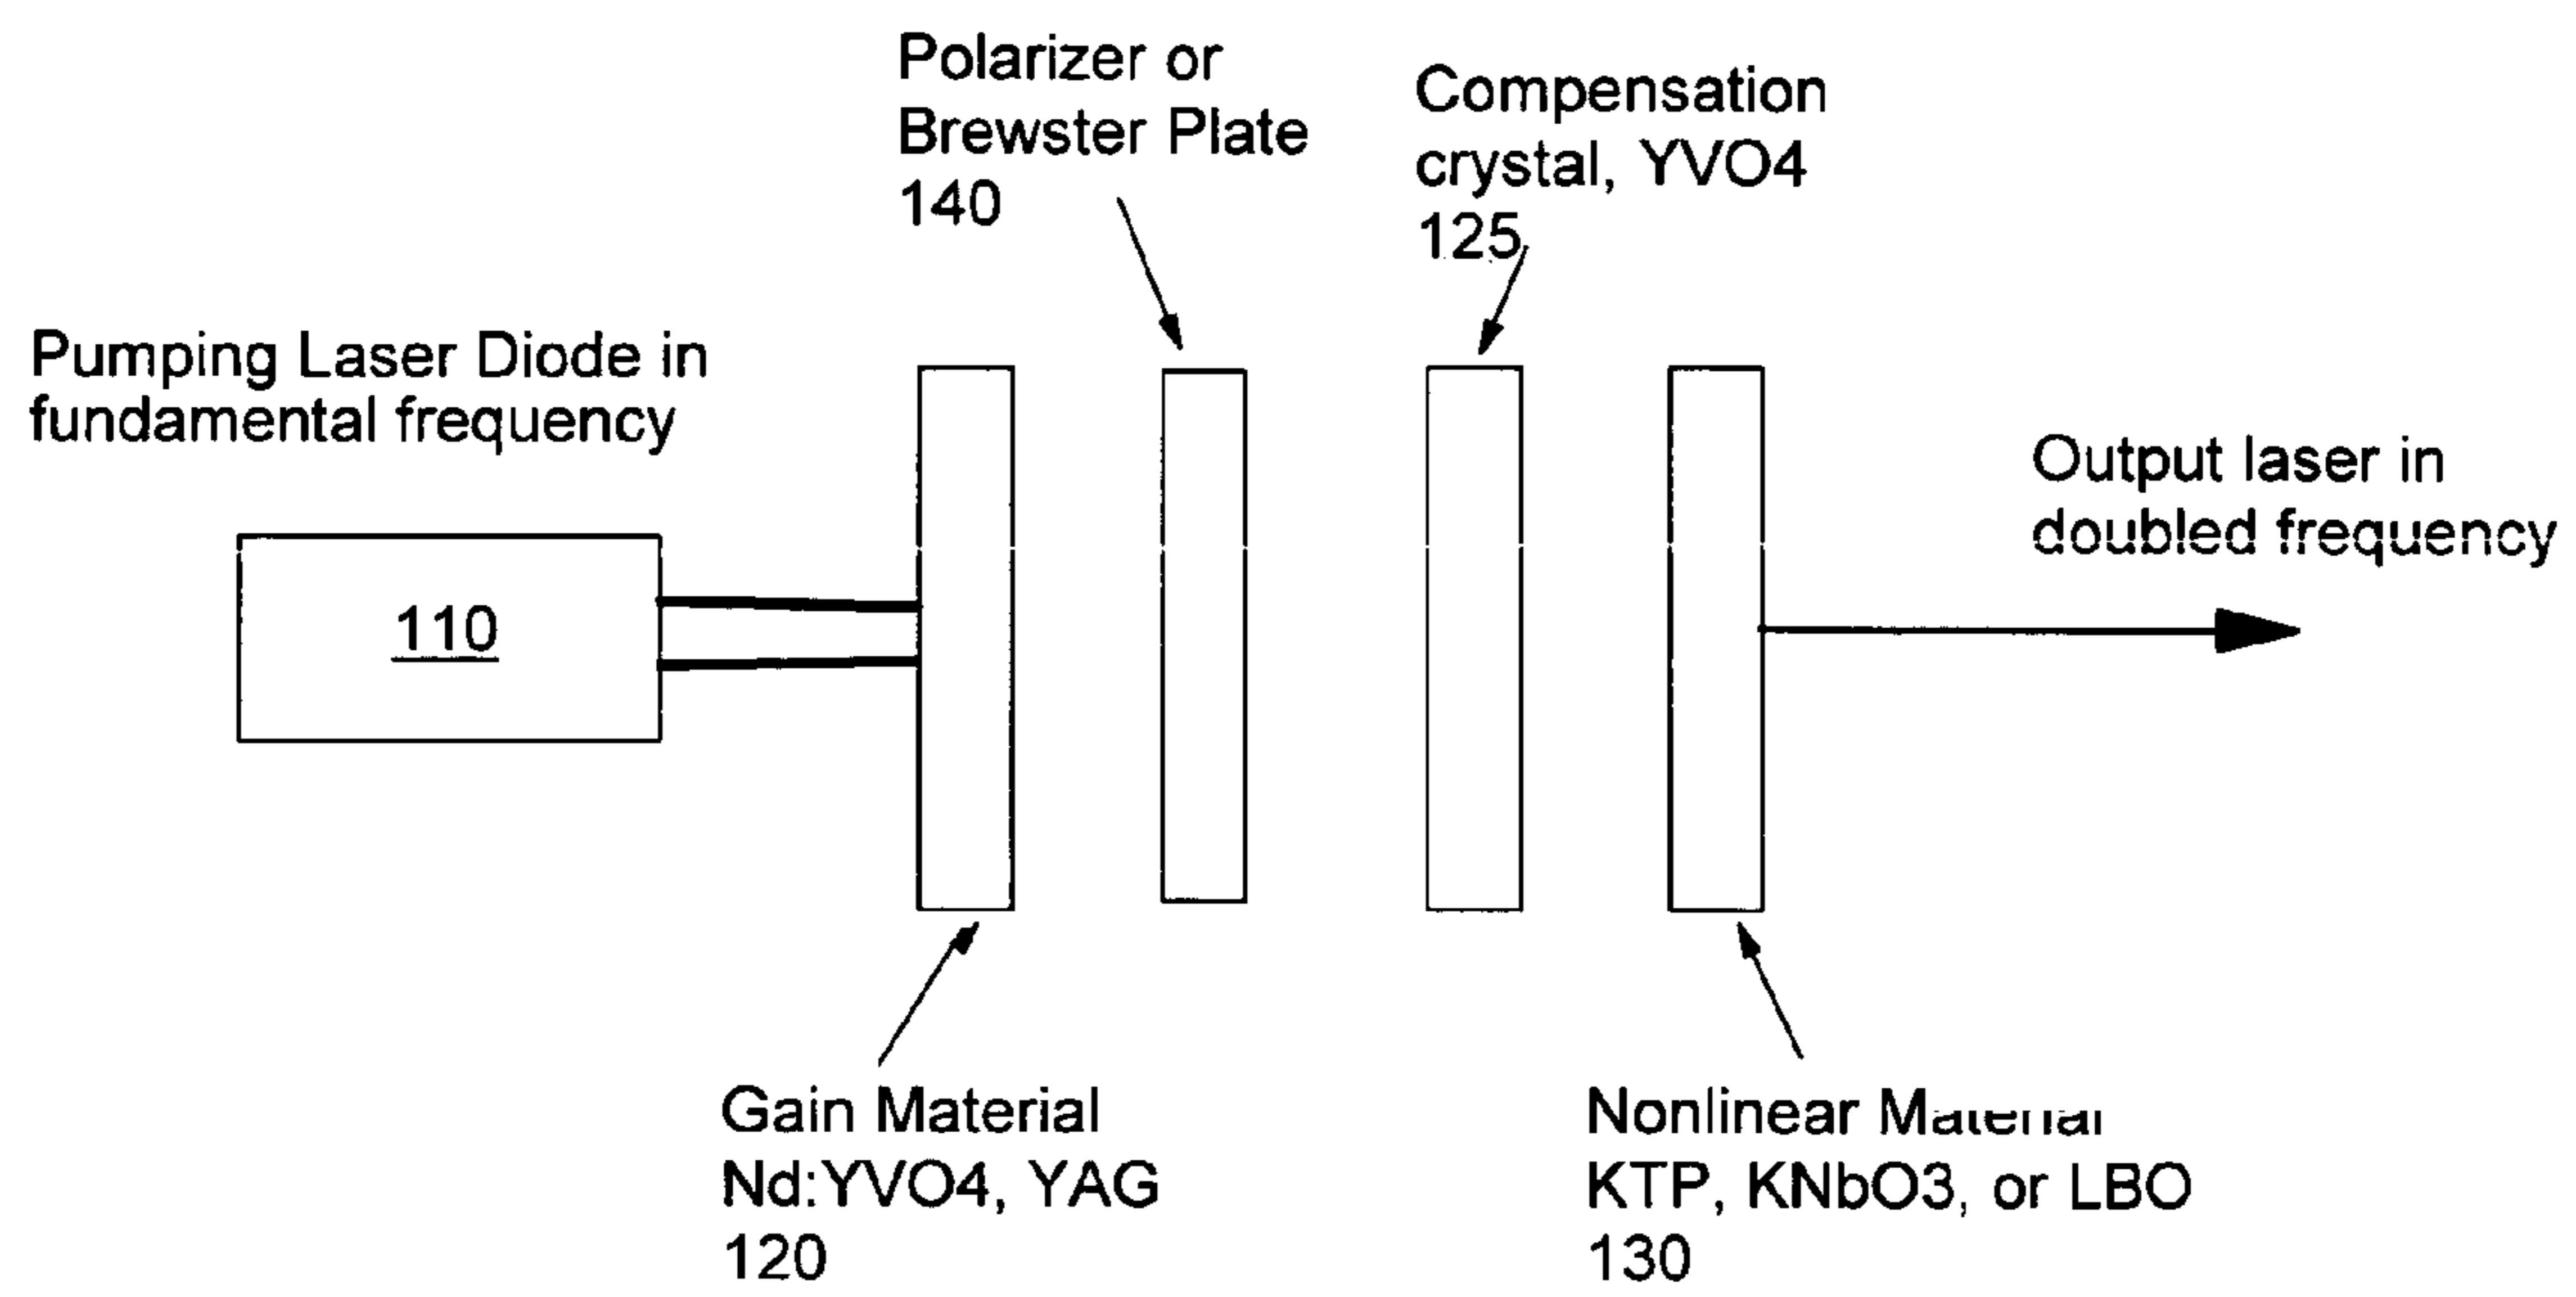 Polarizer or
Brewster Plate
140
Compensation
crystal, YVO4
125
Pumping Laser Diode in
fundamental frequency
110
Output laser in
doubled frequency
Gain Material
Nd:YVO4, YAG
120
Nonlinear Material
KTP, KNbO3, or LBO
130